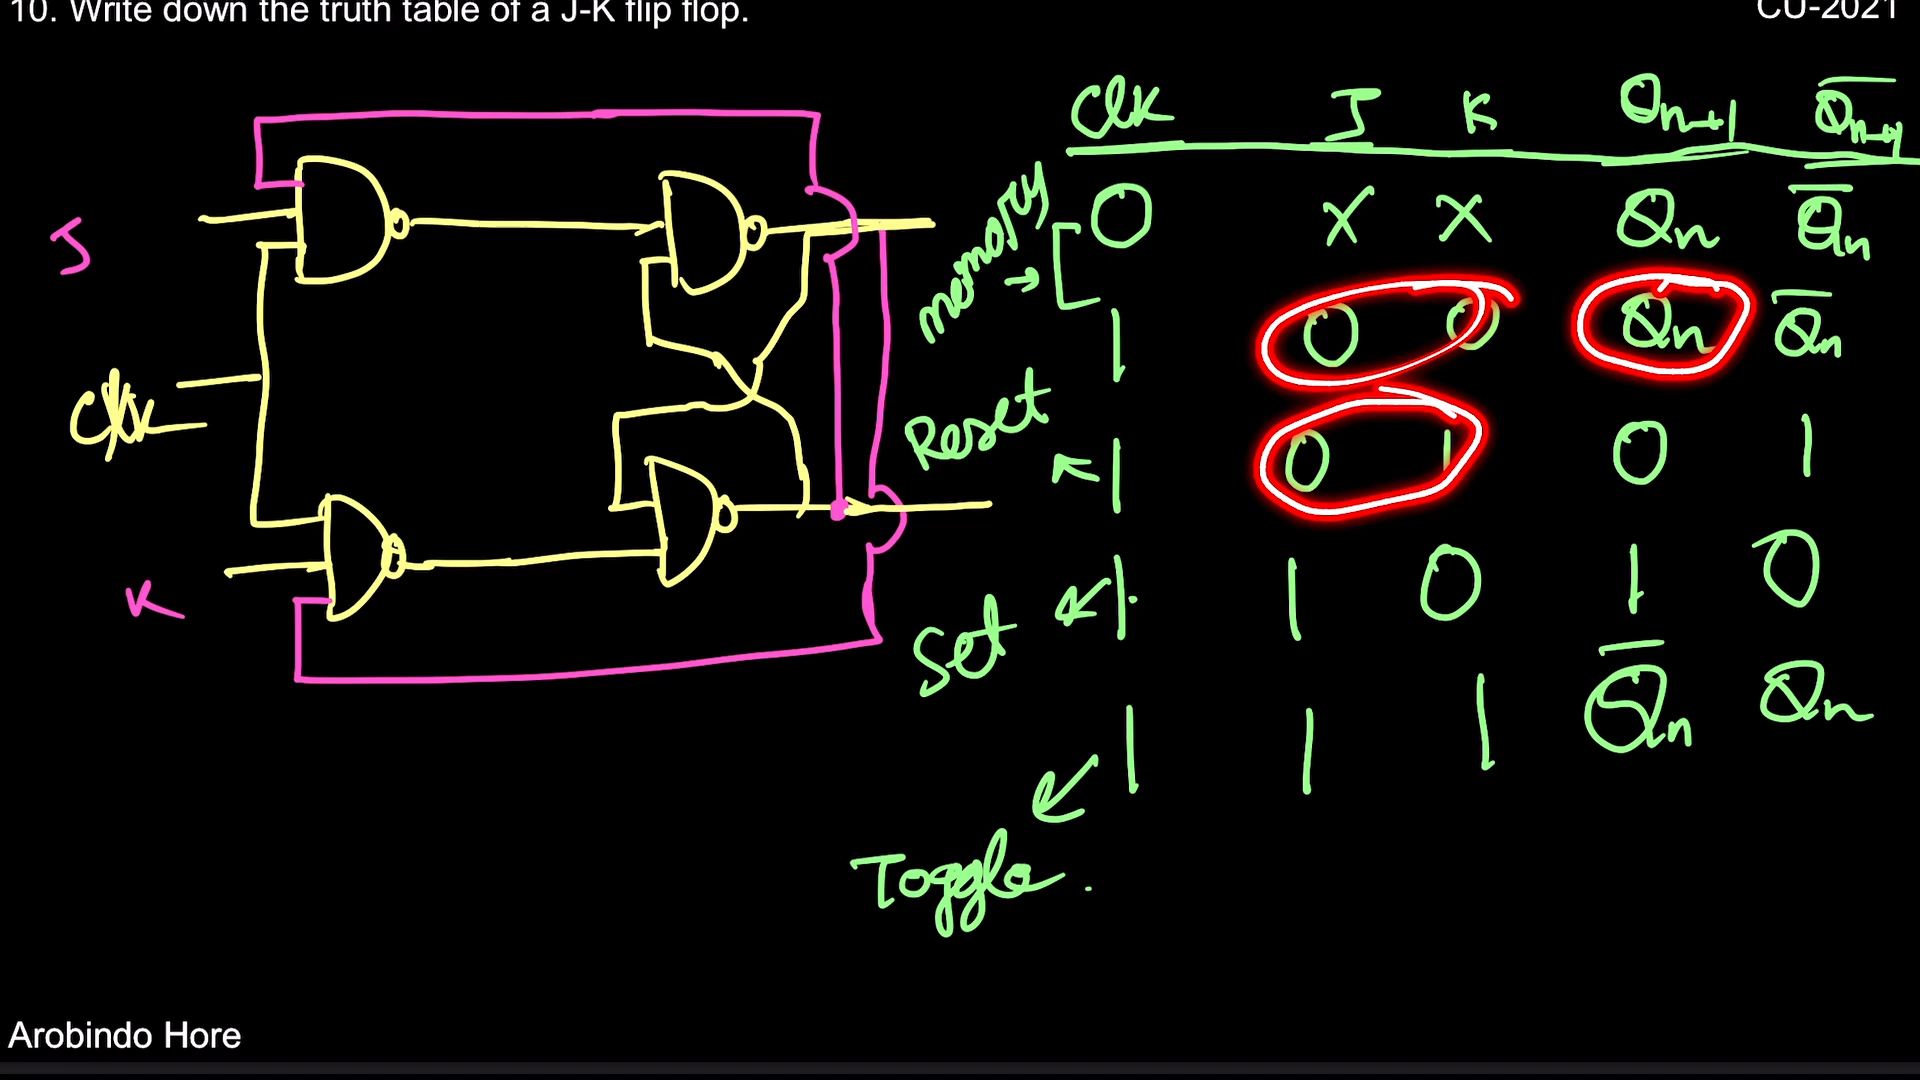 10. Write down the truth table of a J-K flip flop.
CU-2021
Clk J K Qn+1 Q̅n+1
memory
0 X X Qn Q̅n
1 0 0 Qn Q̅n
Reset
1 0 1 0 1
Set
1 1 0 1 0
1 1 1 Q̅n Qn
Toggle.
J
Clk
K
Arobindo Hore